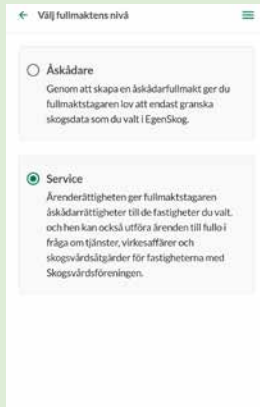 Välj fullmaktens nivå
Åskådare
Genom att skapa en åskådarfullmakt ger du
fullmaktstagaren lov att endast granska
skogsdata som du valt i EgenSkog.
Service
Ärenderättigheten ger fullmaktstagaren
åskådarrättigheter till de fastigheter du valt.
och hen kan också utföra ärenden till fullo i
fråga om tjänster, virkesaffärer och
skogsvårdsåtgärder för fastigheterna med
Skogsvårdsföreningen.